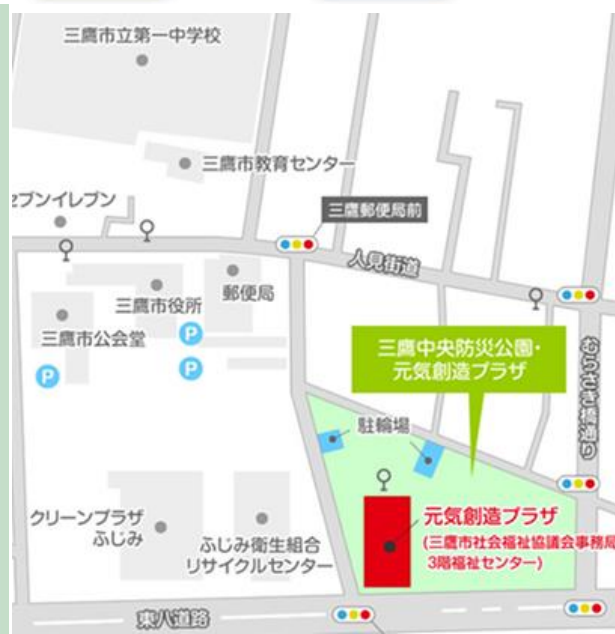 三鷹市立第一中学校
三鷹市教育センター
セブンイレブン
三鷹郵便局前
人見街道
郵便局
三鷹市役所
三鷹市公会堂
P
P
P
三鷹中央防災公園・
元気創造プラザ
むらさき橋通り
駐輪場
元気創造プラザ
(三鷹市社会福祉協議会事務局
3階福祉センター)
クリーンプラザ
ふじみ
ふじみ衛生組合
リサイクルセンター
東八道路